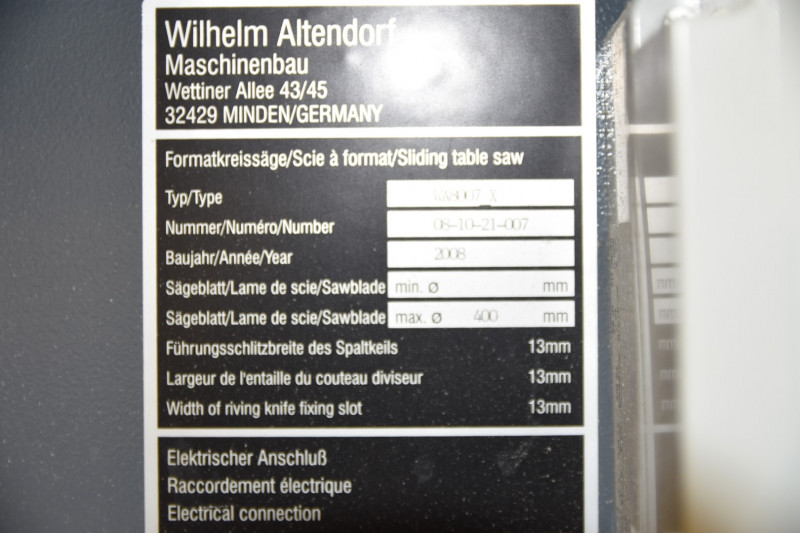 Wilhelm Altendorf
Maschinenbau
Wettiner Allee 43/45
32429 MINDEN/GERMANY
Formatkreissäge/Scie à format/Sliding table saw
Typ/Type
Nummer/Numéro/Number 08-10-21-007
Baujahr/Année/Year 2008
Sägeblatt/Lame de scie/Sawblade min. ø mm
Sägeblatt/Lame de scie/Sawblade max. ø 400 mm
Führungsschlitzbreite des Spaltkeils 13mm
Largeur de l'entaille du couteau diviseur 13mm
Width of riving knife fixing slot 13mm
Elektrischer Anschluß
Raccordement électrique
Electrical connection